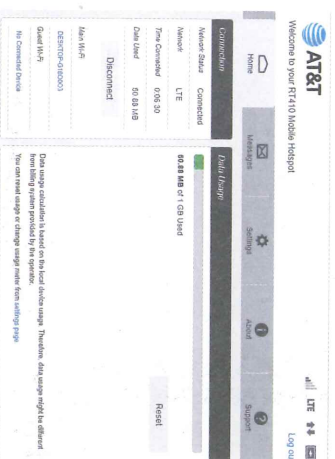 AT&T
LTE
Welcome to your RT410 Mobile Hotspot
Log ou
Home
Messages
Settings
About
Support
Connection
Network Status Connected
Network LTE
Time Connected 0:06:30
Data Used 60.88 MB
Disconnect
Main Wi-Fi
Guest Wi-Fi
No Connected Device
Data Usage
60.88 MB of 1 GB Used
Reset
Data usage calculation is based on the local device usage. Therefore, data usage might be different
from billing system provided by the operator.
You can reset usage or change usage meter from settings page